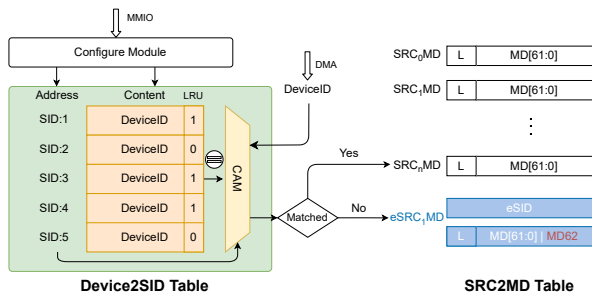 MMIO
Configure Module
DMA
DeviceID
Address Content LRU
SID:1 DeviceID 1
SID:2 DeviceID 0
SID:3 DeviceID 1
SID:4 DeviceID 1
SID:5 DeviceID 0
CAM
Matched
Yes
No
Device2SID Table
SRC0MD L MD[61:0]
SRC1MD L MD[61:0]
⋮
SRCnMD L MD[61:0]
eSRC1MD eSID
L MD[61:0] | MD62
SRC2MD Table